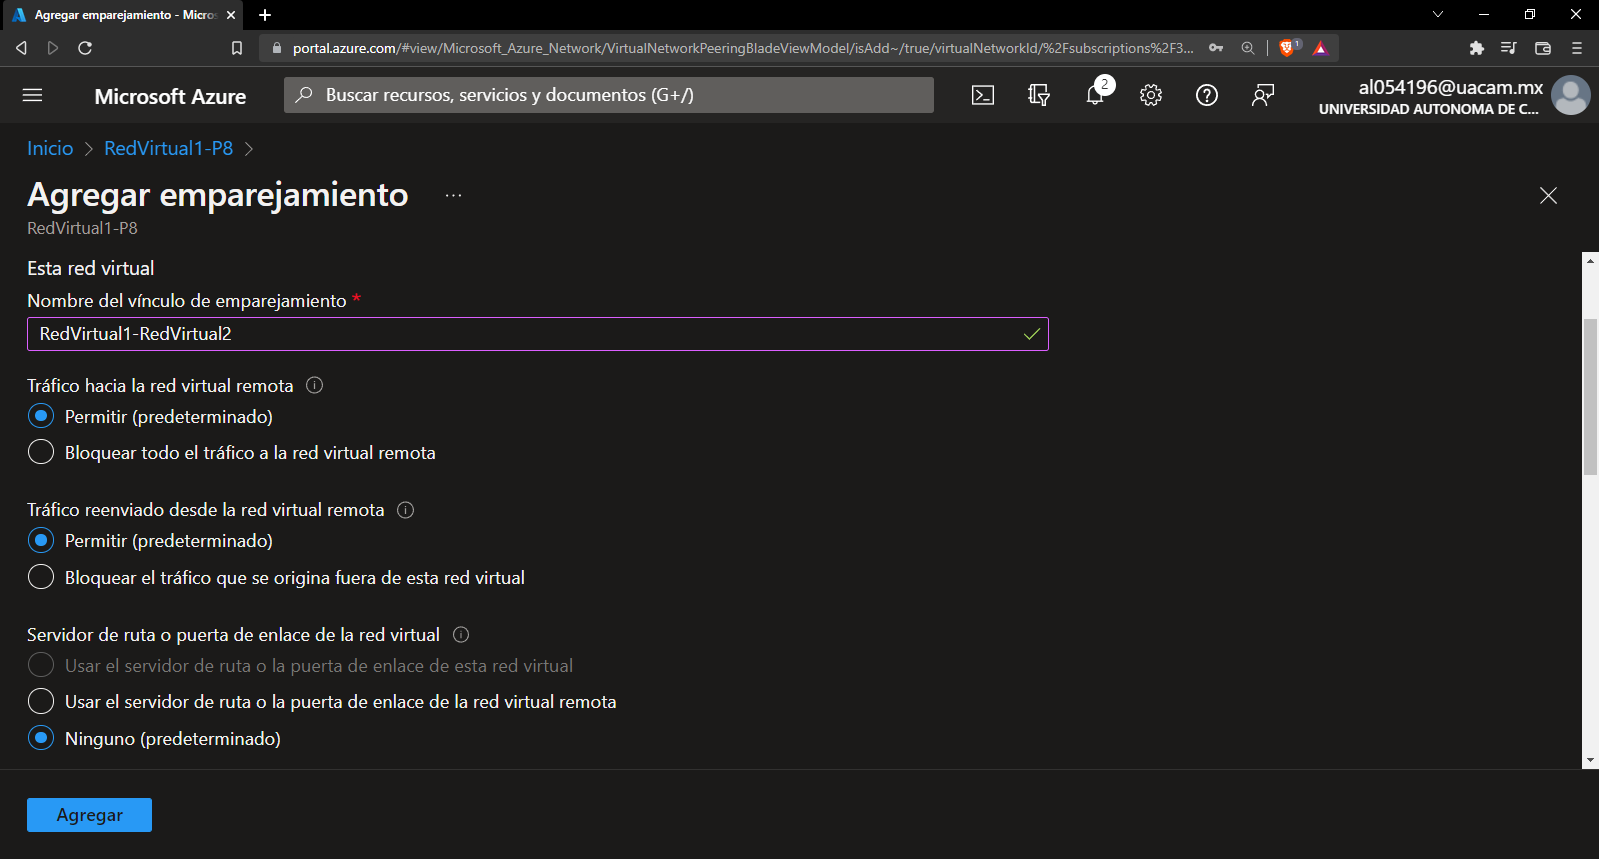 Agregar emparejamiento - Micros
portal.azure.com/#view/Microsoft_Azure_Network/VirtualNetworkPeeringBladeViewModel/isAdd~/true/virtualNetworkId/%2Fsubscriptions%2F3...
1
Microsoft Azure
Buscar recursos, servicios y documentos (G+/)
2
al054196@uacam.mx
UNIVERSIDAD AUTONOMA DE C...
Inicio > RedVirtual1-P8 >
Agregar emparejamiento ...
RedVirtual1-P8
Esta red virtual
Nombre del vínculo de emparejamiento *
RedVirtual1-RedVirtual2
Tráfico hacia la red virtual remota
Permitir (predeterminado)
Bloquear todo el tráfico a la red virtual remota
Tráfico reenviado desde la red virtual remota
Permitir (predeterminado)
Bloquear el tráfico que se origina fuera de esta red virtual
Servidor de ruta o puerta de enlace de la red virtual
Usar el servidor de ruta o la puerta de enlace de esta red virtual
Usar el servidor de ruta o la puerta de enlace de la red virtual remota
Ninguno (predeterminado)
Agregar